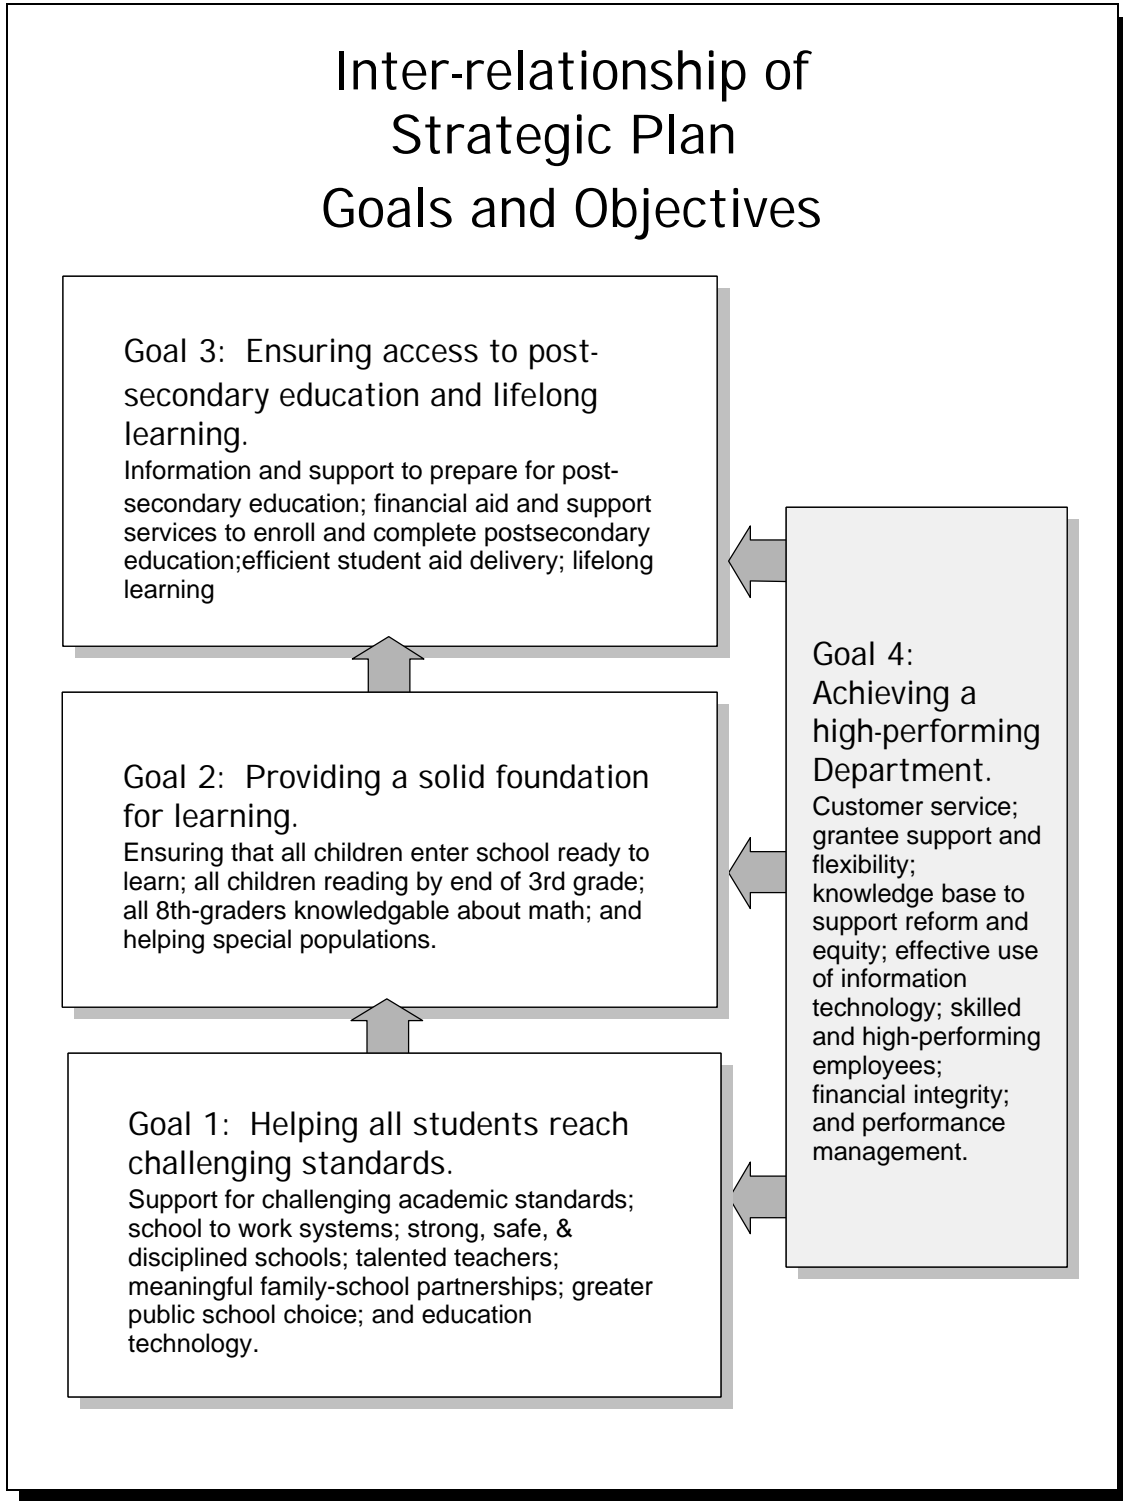 Inter-relationship of
Strategic Plan
Goals and Objectives
Goal 3:  Ensuring access to post-
secondary education and lifelong
learning.
Information and support to prepare for post-
secondary education; financial aid and support
services to enroll and complete postsecondary
education;efficient student aid delivery; lifelong
learning
Goal 2:  Providing a solid foundation
for learning.
Ensuring that all children enter school ready to
learn; all children reading by end of 3rd grade;
all 8th-graders knowledgable about math; and
helping special populations.
Goal 1:  Helping all students reach
challenging standards.
Support for challenging academic standards;
school to work systems; strong, safe, &
disciplined schools; talented teachers;
meaningful family-school partnerships; greater
public school choice; and education
technology.
Goal 4:
Achieving a
high-performing
Department.
Customer service;
grantee support and
flexibility;
knowledge base to
support reform and
equity; effective use
of information
technology; skilled
and high-performing
employees;
financial integrity;
and performance
management.